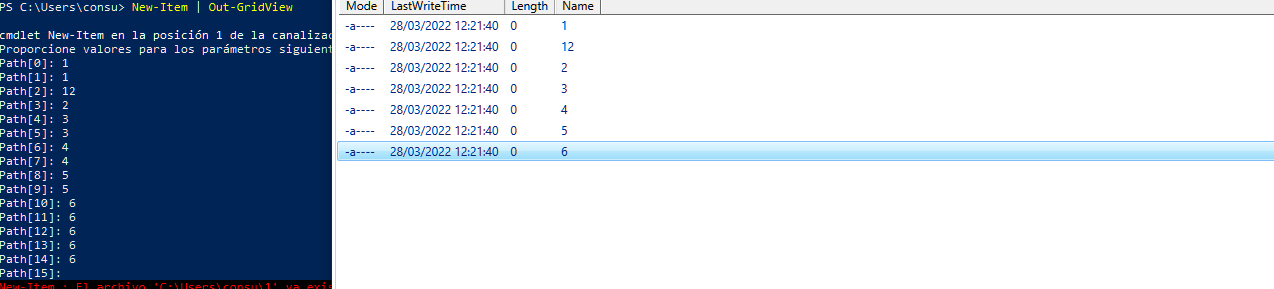 PS C:\Users\consu> New-Item | Out-GridView
cmdlet New-Item en la posición 1 de la canaliza
Proporcione valores para los parámetros siguient
Path[0]: 1
Path[1]: 1
Path[2]: 12
Path[3]: 2
Path[4]: 3
Path[5]: 3
Path[6]: 4
Path[7]: 4
Path[8]: 5
Path[9]: 5
Path[10]: 6
Path[11]: 6
Path[12]: 6
Path[13]: 6
Path[14]: 6
Path[15]:
New-Item : El archivo 'C:\Users\consu\1' ya exis
Mode LastWriteTime Length Name
-a---- 28/03/2022 12:21:40 0 1
-a---- 28/03/2022 12:21:40 0 12
-a---- 28/03/2022 12:21:40 0 2
-a---- 28/03/2022 12:21:40 0 3
-a---- 28/03/2022 12:21:40 0 4
-a---- 28/03/2022 12:21:40 0 5
-a---- 28/03/2022 12:21:40 0 6